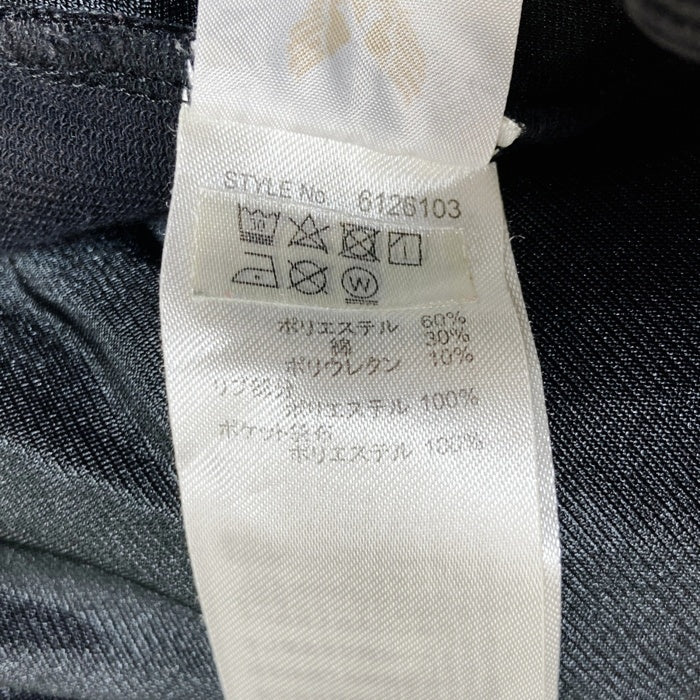 STYLE No 6126103
ポリエステル 60%
綿 30%
ポリウレタン 10%
リブ部分
ポリエステル 100%
ポケット袋布
ポリエステル 100%